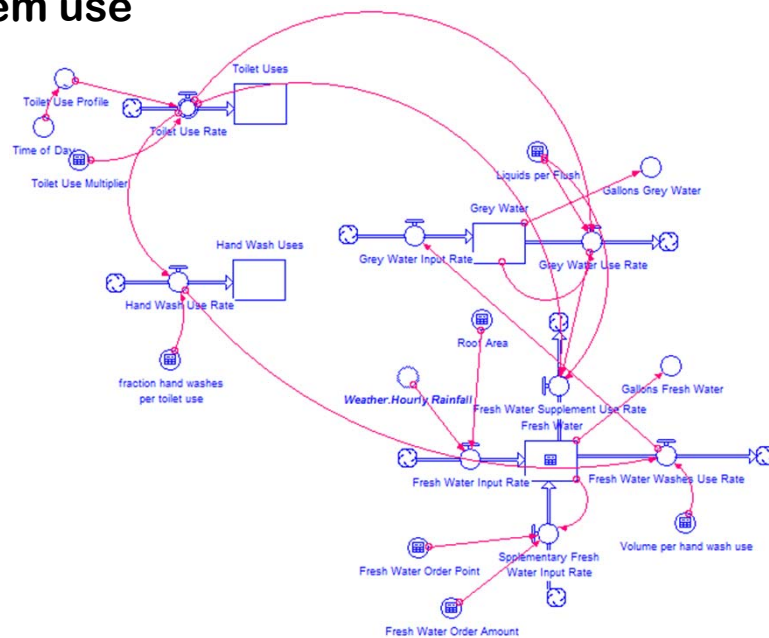 em use
Toilet Uses
Toilet Use Profile
Toilet Use Rate
Time of Day
Toilet Use Multiplier
Liquids per Flush
Gallons Grey Water
Grey Water
Grey Water Input Rate
Grey Water Use Rate
Hand Wash Uses
Hand Wash Use Rate
Roof Area
fraction hand washes
per toilet use
Weather.Hourly Rainfall
Gallons Fresh Water
Fresh Water Supplement Use Rate
Fresh Water
Fresh Water Input Rate
Fresh Water Washes Use Rate
Volume per hand wash use
Spplementary Fresh
Water Input Rate
Fresh Water Order Point
Fresh Water Order Amount